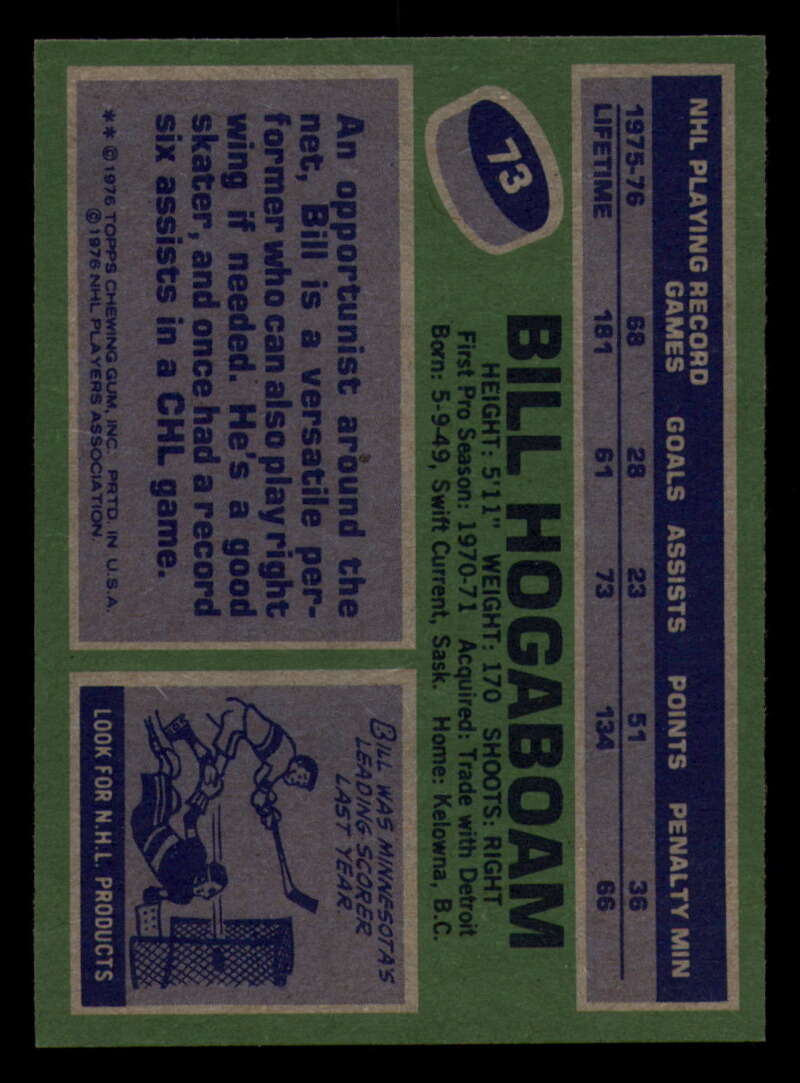 NHL PLAYING RECORD
GAMES GOALS ASSISTS POINTS PENALTY MIN
1975-76 68 28 23 51 36
LIFETIME 181 61 73 134 66
73
BILL HOGABOAM
HEIGHT: 5'11" WEIGHT: 170 SHOOTS: RIGHT
First Pro Season: 1970-71 Acquired: Trade with Detroit
Born: 5-9-49, Swift Current, Sask. Home: Kelowna, B.C.
An opportunist around the
net, Bill is a versatile per-
former who can also play right
wing if needed. He's a good
skater, and once had a record
six assists in a CHL game.
** © 1976 TOPPS CHEWING GUM, INC. PRTD. IN U.S.A.
© 1976 NHL PLAYERS ASSOCIATION.
BILL WAS MINNESOTA'S
LEADING SCORER
LAST YEAR.
LOOK FOR N.H.L. PRODUCTS